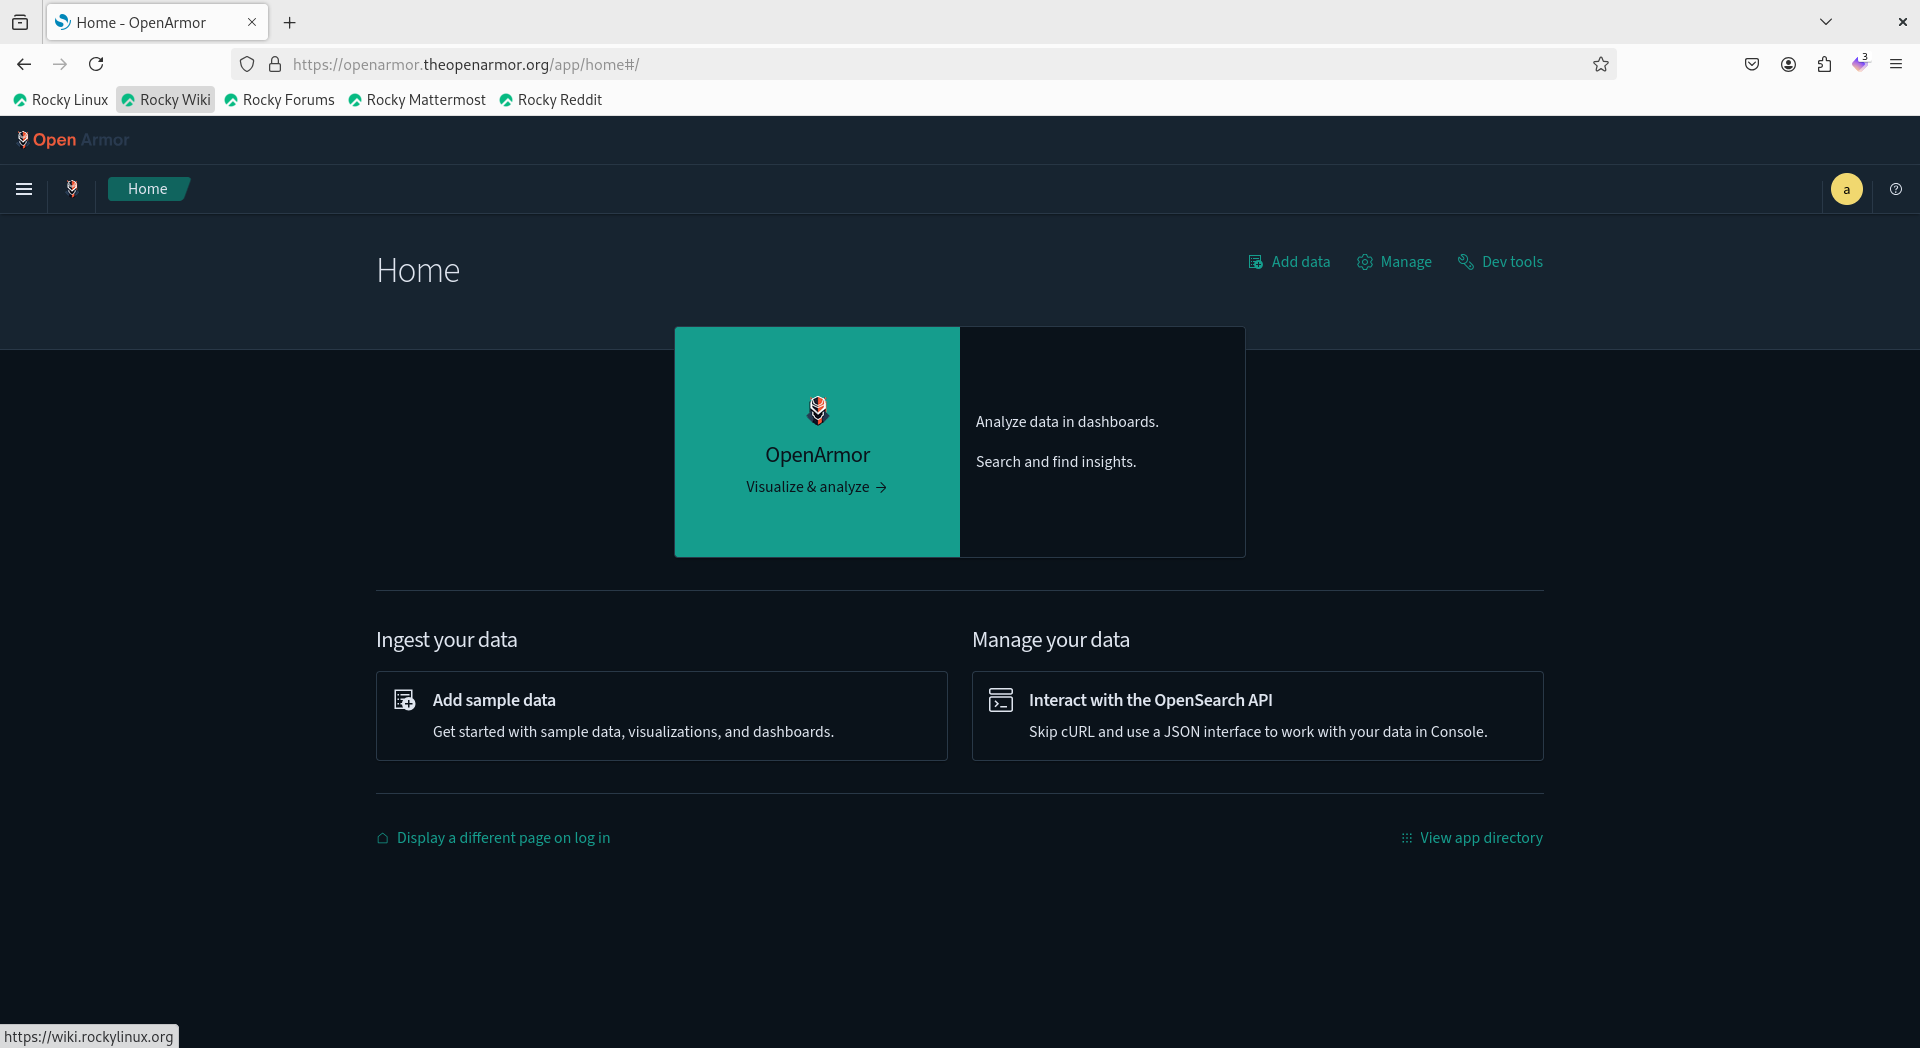 Home - OpenArmor
https://openarmor.theopenarmor.org/app/home#/
3
Rocky Linux
Rocky Wiki
Rocky Forums
Rocky Mattermost
Rocky Reddit
Open Armor
Home
a
Home
Add data
Manage
Dev tools
OpenArmor
Visualize & analyze →
Analyze data in dashboards.
Search and find insights.
Ingest your data
Add sample data
Get started with sample data, visualizations, and dashboards.
Manage your data
Interact with the OpenSearch API
Skip cURL and use a JSON interface to work with your data in Console.
Display a different page on log in
View app directory
https://wiki.rockylinux.org